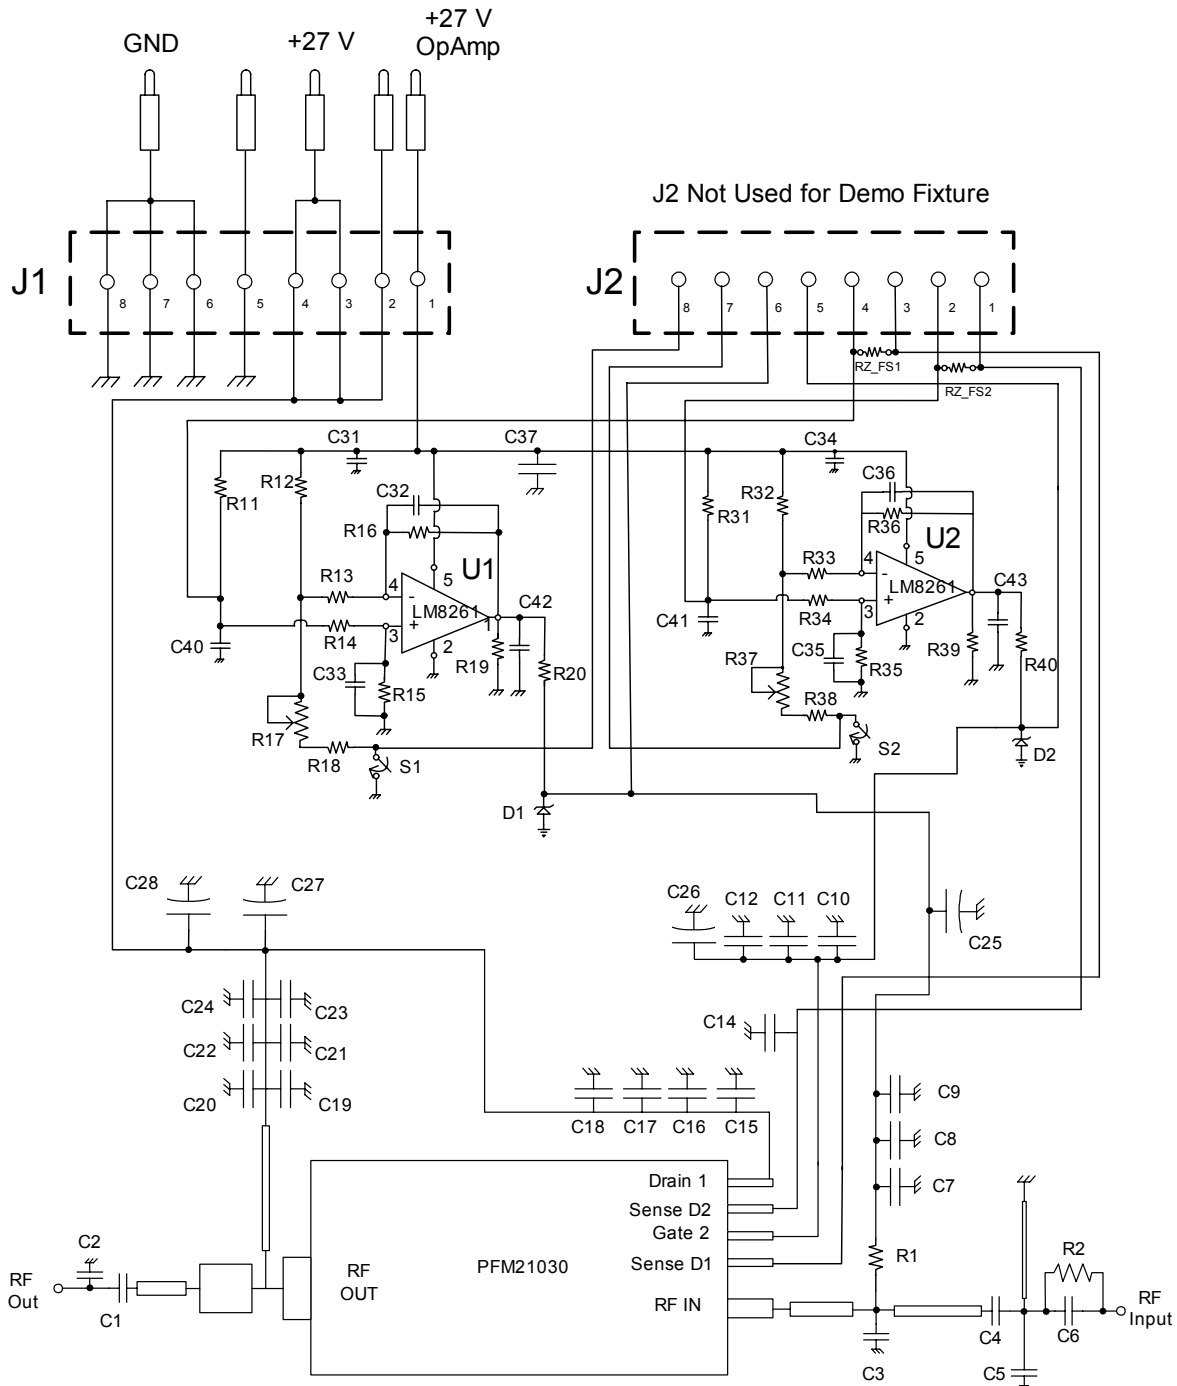 +27 V
OpAmp
GND
+27 V
J2 Not Used for Demo Fixture
J1
8
7
6
5
4
3
2
1
J2
8
7
6
5
4
3
2
1
RZ_FS1
RZ_FS2
C31
C37
C34
R11
R12
C32
R16
U1
R31
R32
C36
R36
U2
R13
4
-
5
LM8261
R14
3
+
2
1
C42
C40
C33
R15
R19
R20
R17
R18
S1
D1
R33
4
-
5
LM8261
C43
R34
3
+
2
C41
C35
R35
R37
R38
R39
R40
S2
D2
C28
C27
C26
C12
C11
C10
C25
C24
C23
C22
C21
C20
C19
C14
C9
C8
C7
C18
C17
C16
C15
Drain 1
Sense D2
Gate 2
Sense D1
RF IN
PFM21030
RF
OUT
R1
R2
C2
RF
Out
C1
C3
C4
C5
C6
RF
Input